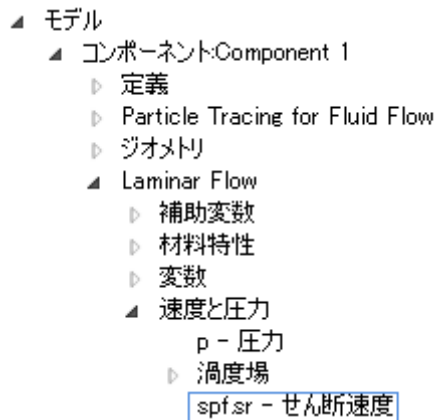 モデル
コンポーネント:Component 1
定義
Particle Tracing for Fluid Flow
ジオメトリ
Laminar Flow
補助変数
材料特性
変数
速度と圧力
p - 圧力
渦度場
spf.sr - せん断速度